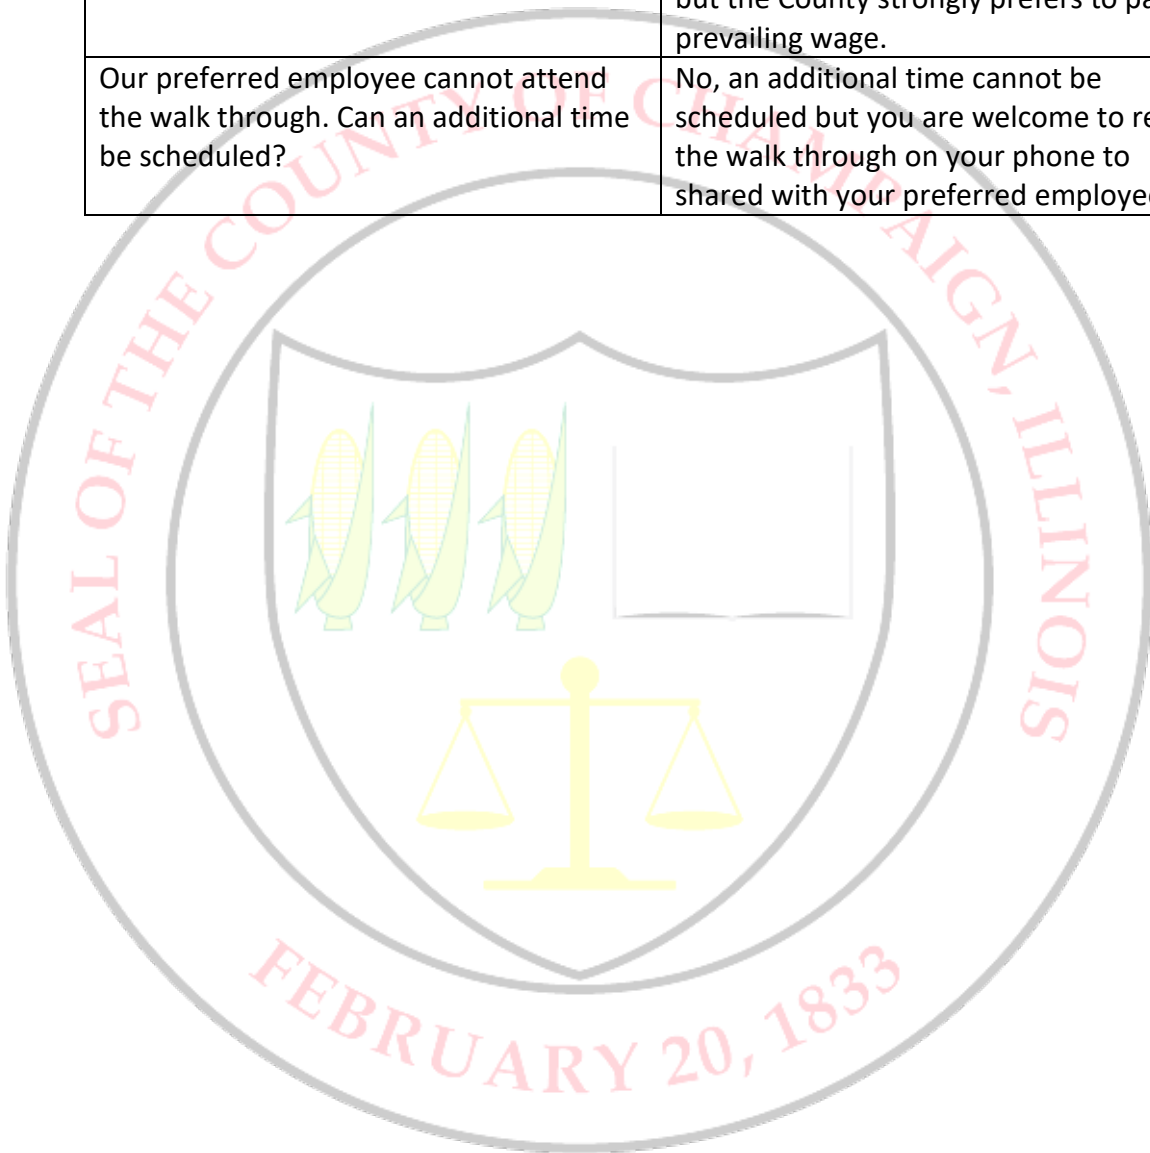 but the County strongly prefers to pa
prevailing wage.
Our preferred employee cannot attend
the walk through. Can an additional time
be scheduled?
No, an additional time cannot be
scheduled but you are welcome to re
the walk through on your phone to
shared with your preferred employee
SEAL OF THE COUNTY OF CHAMPAIGN, ILLINOIS
FEBRUARY 20, 1833